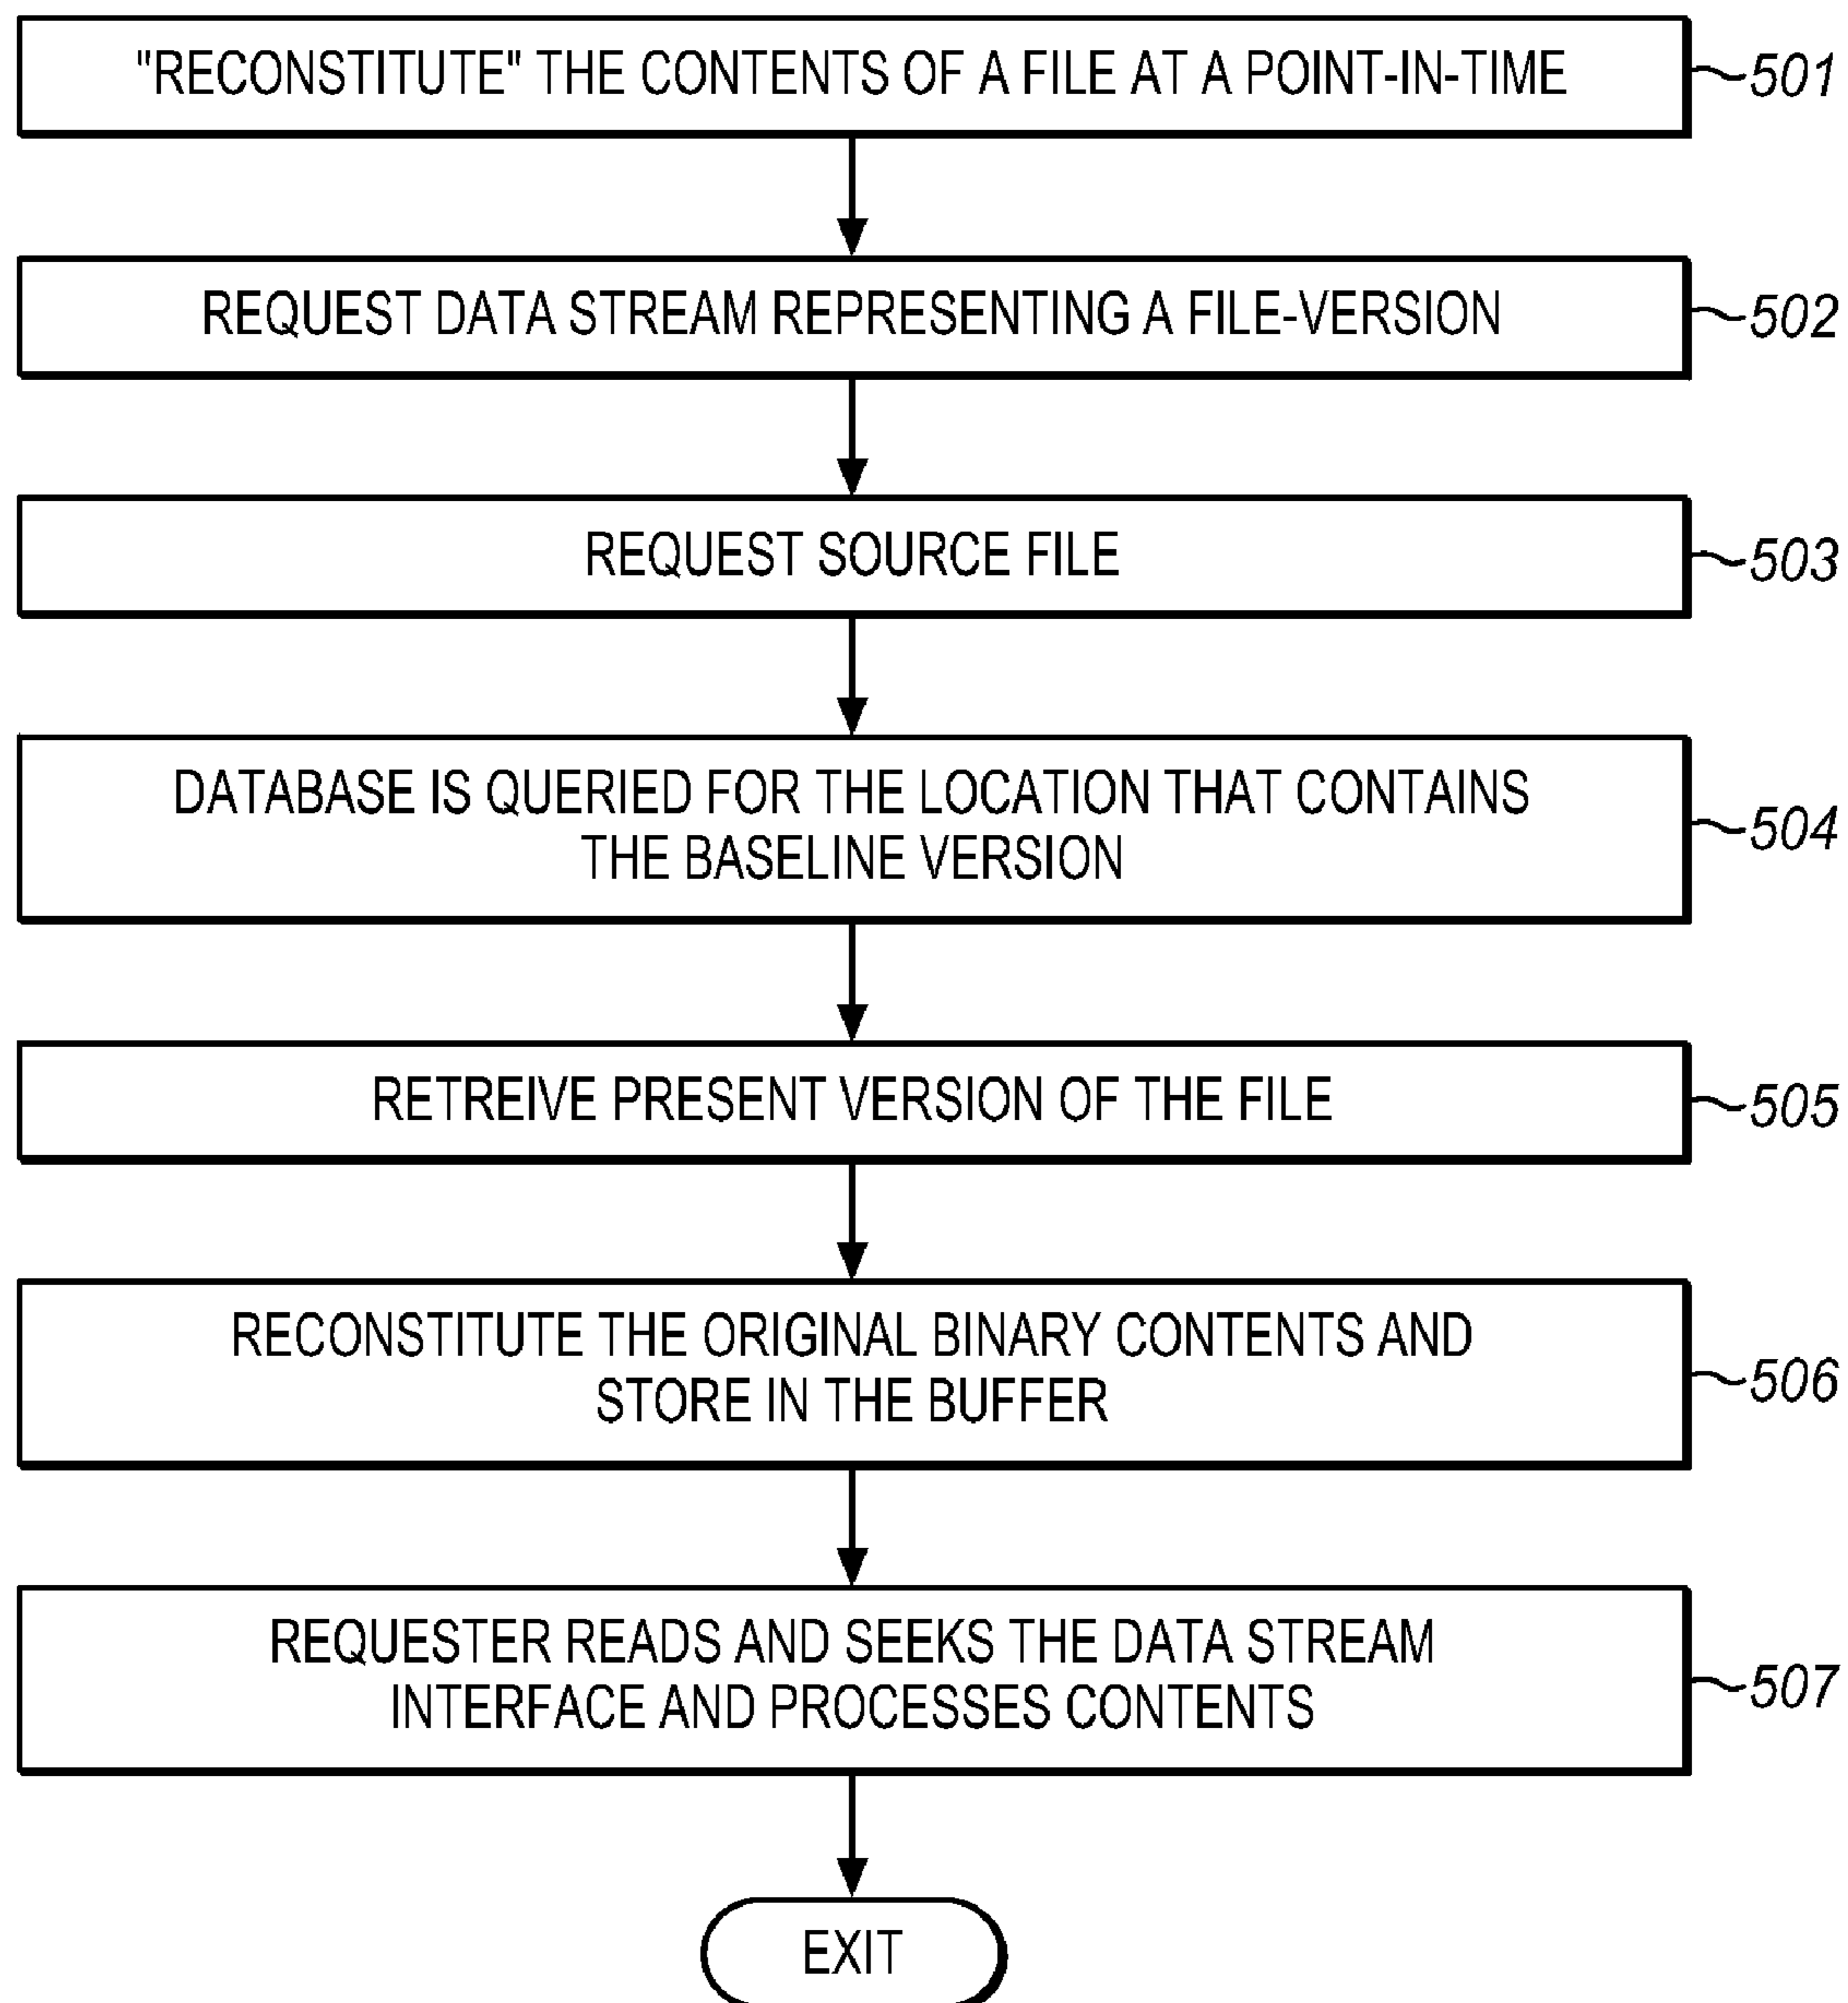 "RECONSTITUTE" THE CONTENTS OF A FILE AT A POINT-IN-TIME
501
REQUEST DATA STREAM REPRESENTING A FILE-VERSION
502
REQUEST SOURCE FILE
503
DATABASE IS QUERIED FOR THE LOCATION THAT CONTAINS
THE BASELINE VERSION
504
RETREIVE PRESENT VERSION OF THE FILE
505
RECONSTITUTE THE ORIGINAL BINARY CONTENTS AND
STORE IN THE BUFFER
506
REQUESTER READS AND SEEKS THE DATA STREAM
INTERFACE AND PROCESSES CONTENTS
507
EXIT